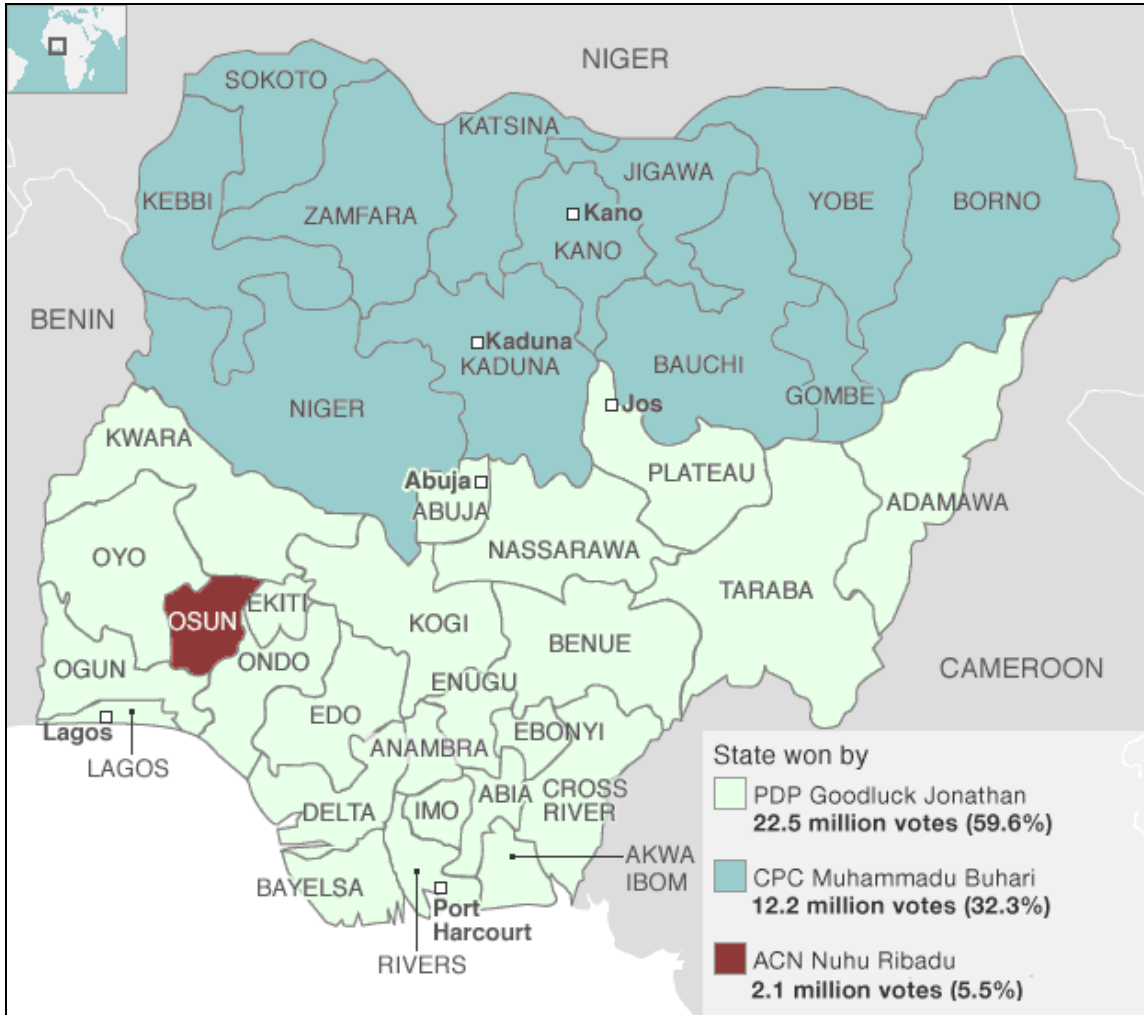 NIGER
SOKOTO
KATSINA
JIGAWA
KEBBI
ZAMFARA
YOBE
BORNO
Kano
KANO
BENIN
Kaduna
KADUNA
BAUCHI
GOMBE
NIGER
Jos
KWARA
PLATEAU
Abuja
ABUJA
ADAMAWA
NASSARAWA
OYO
TARABA
OSUN
EKITI
KOGI
BENUE
OGUN
ONDO
CAMEROON
ENUGU
EDO
Lagos
LAGOS
ANAMBRA
EBONYI
DELTA
IMO
ABIA
CROSS
RIVER
AKWA
IBOM
BAYELSA
Port
Harcourt
RIVERS
State won by
PDP Goodluck Jonathan
22.5 million votes (59.6%)
CPC Muhammadu Buhari
12.2 million votes (32.3%)
ACN Nuhu Ribadu
2.1 million votes (5.5%)